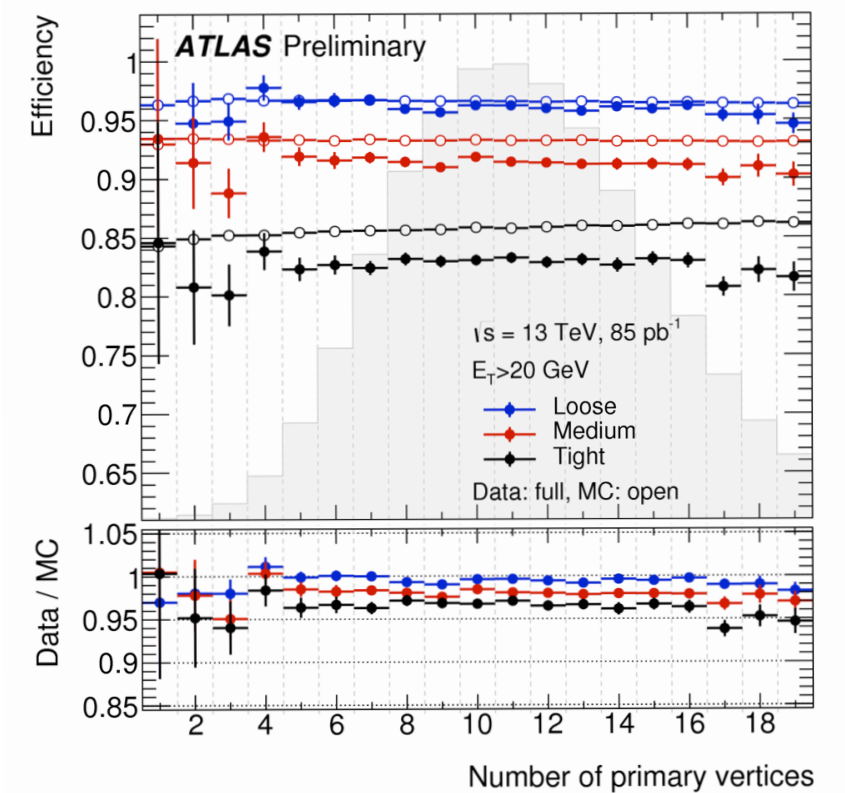 Efficiency
ATLAS Preliminary
1
0.95
0.9
0.85
0.8
0.75
0.7
0.65
√s = 13 TeV, 85 pb⁻¹
E_T>20 GeV
Loose
Medium
Tight
Data: full, MC: open
Data / MC
1.05
1
0.95
0.9
0.85
2 4 6 8 10 12 14 16 18
Number of primary vertices